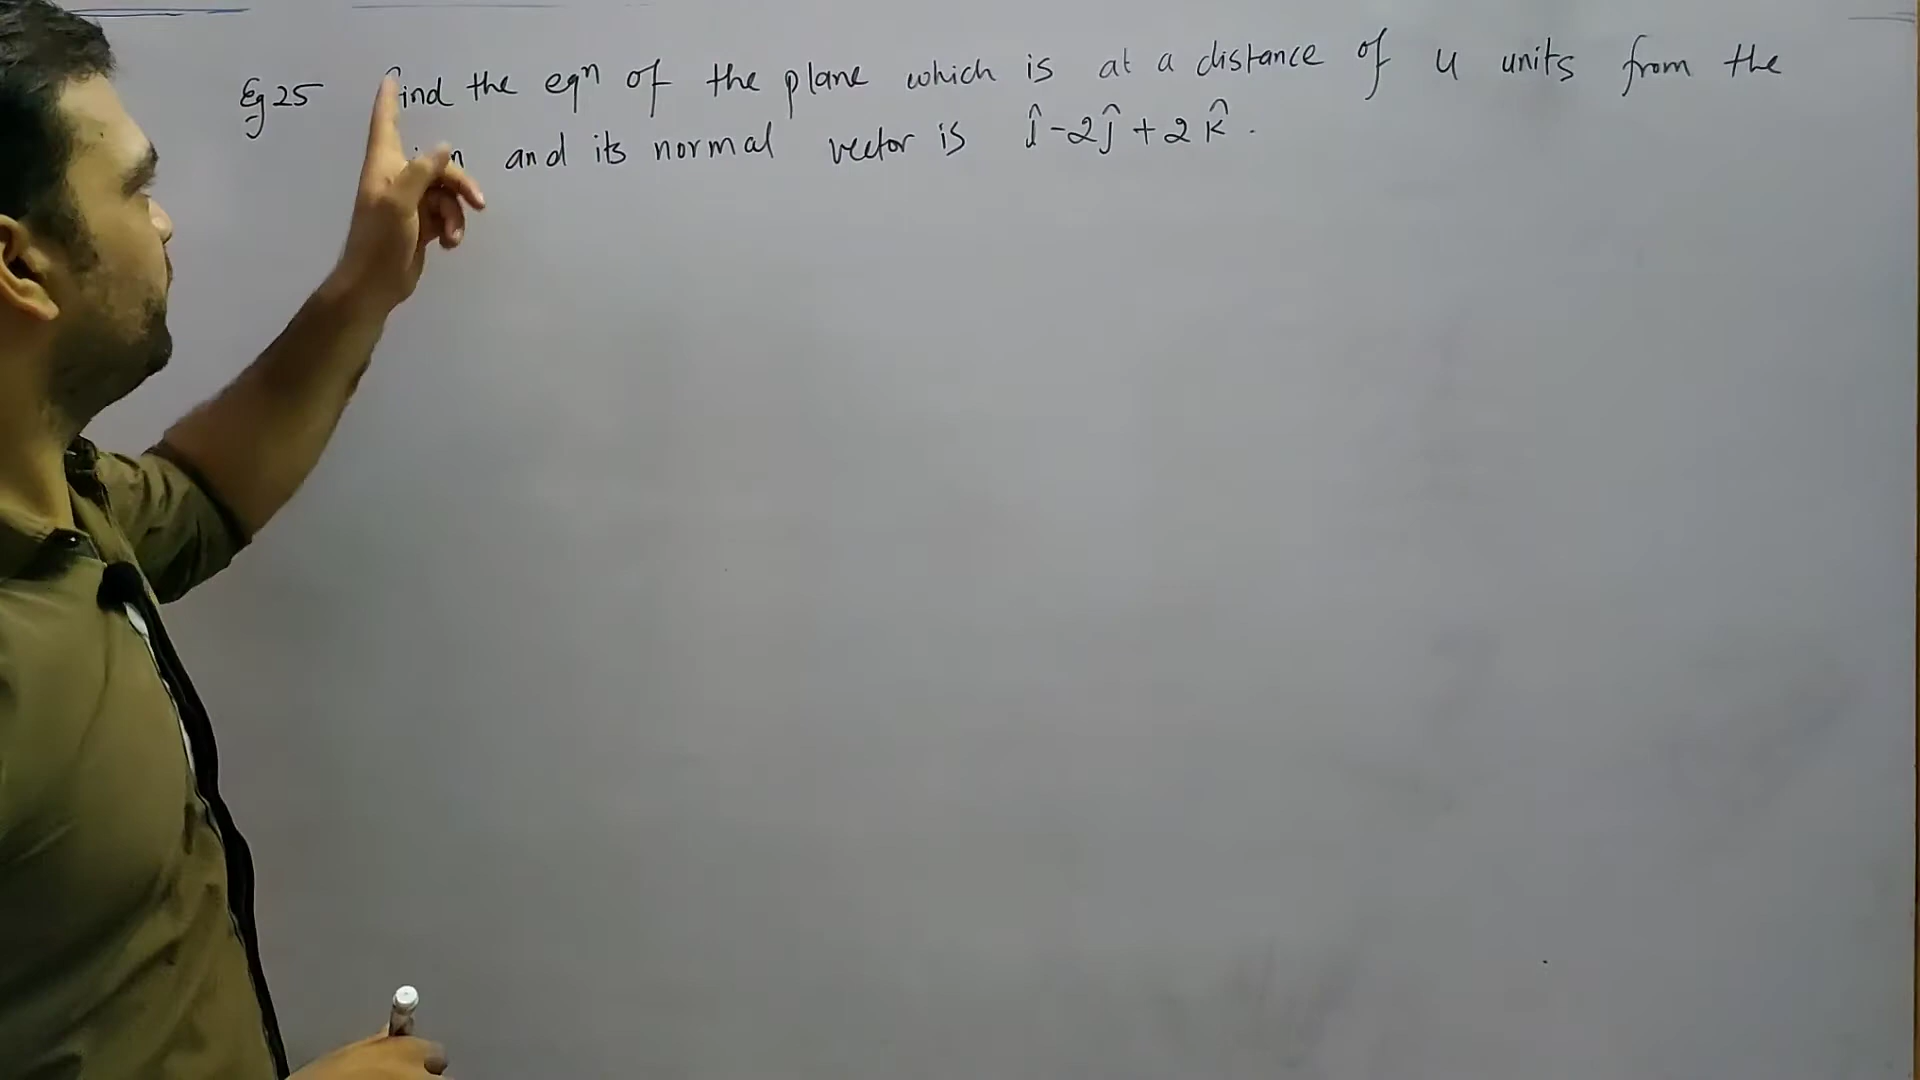 Eg 25 find the eqⁿ of the plane which is at a distance of 4 units from the
and its normal vector is î - 2ĵ + 2k̂.